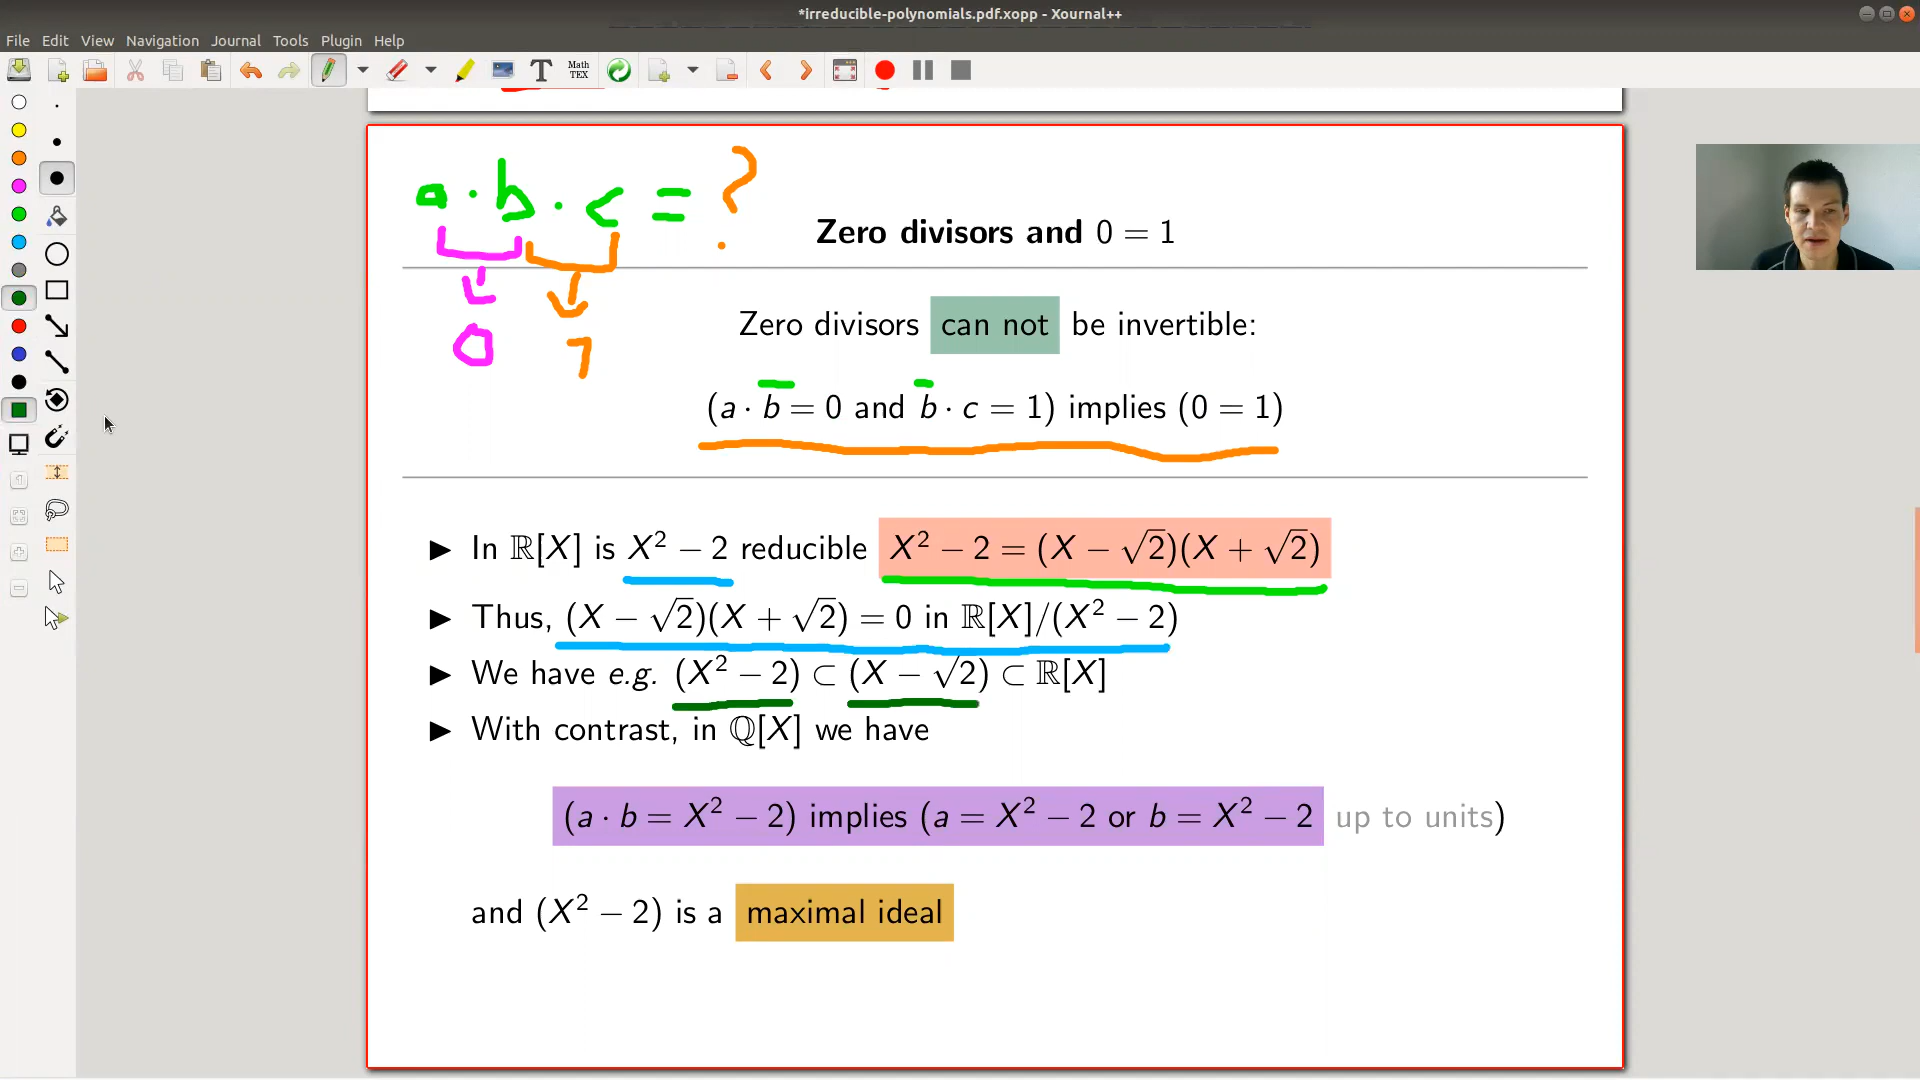 *irreducible-polynomials.pdf.xopp - Xournal++
File Edit View Navigation Journal Tools Plugin Help
Math
TEX
a · b · c = ?
0 1
Zero divisors and 0 = 1
Zero divisors can not be invertible:
(a · b = 0 and b · c = 1) implies (0 = 1)
▶ In ℝ[X] is X² − 2 reducible X² − 2 = (X − √2)(X + √2)
▶ Thus, (X − √2)(X + √2) = 0 in ℝ[X]/(X² − 2)
▶ We have e.g. (X² − 2) ⊂ (X − √2) ⊂ ℝ[X]
▶ With contrast, in ℚ[X] we have
(a · b = X² − 2) implies (a = X² − 2 or b = X² − 2 up to units)
and (X² − 2) is a maximal ideal